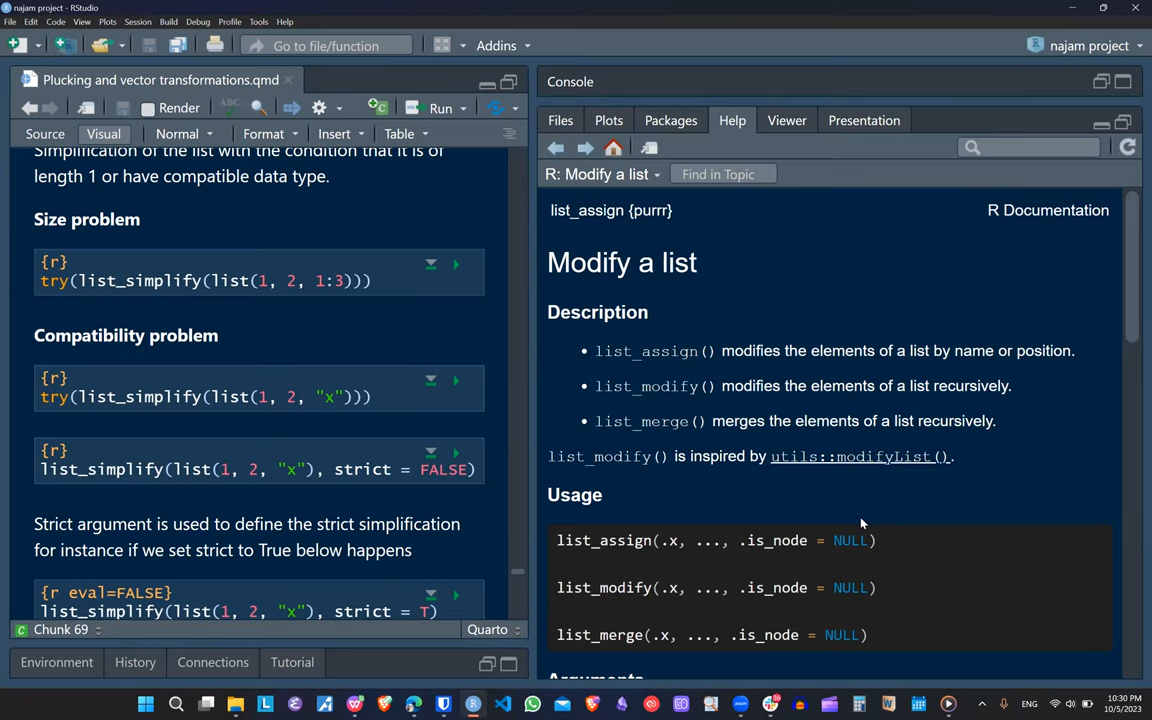 najam project - RStudio
File Edit Code View Plots Session Build Debug Profile Tools Help
Go to file/function
Addins
najam project
Plucking and vector transformations.qmd
Render
ABC
Run
Source Visual Normal Format Insert Table
Simplification of the list with the condition that it is of
length 1 or have compatible data type.
Size problem
{r}
try(list_simplify(list(1, 2, 1:3)))
Compatibility problem
{r}
try(list_simplify(list(1, 2, "x")))
{r}
list_simplify(list(1, 2, "x"), strict = FALSE)
Strict argument is used to define the strict simplification
for instance if we set strict to True below happens
{r eval=FALSE}
list_simplify(list(1, 2, "x"), strict = T)
Chunk 69
Quarto
Environment History Connections Tutorial
Console
Files Plots Packages Help Viewer Presentation
R: Modify a list
Find in Topic
list_assign {purrr}
R Documentation
Modify a list
Description
• list_assign() modifies the elements of a list by name or position.
• list_modify() modifies the elements of a list recursively.
• list_merge() merges the elements of a list recursively.
list_modify() is inspired by utils::modifyList().
Usage
list_assign(.x, ..., .is_node = NULL)
list_modify(.x, ..., .is_node = NULL)
list_merge(.x, ..., .is_node = NULL)
Arguments
10:30 PM
10/5/2023